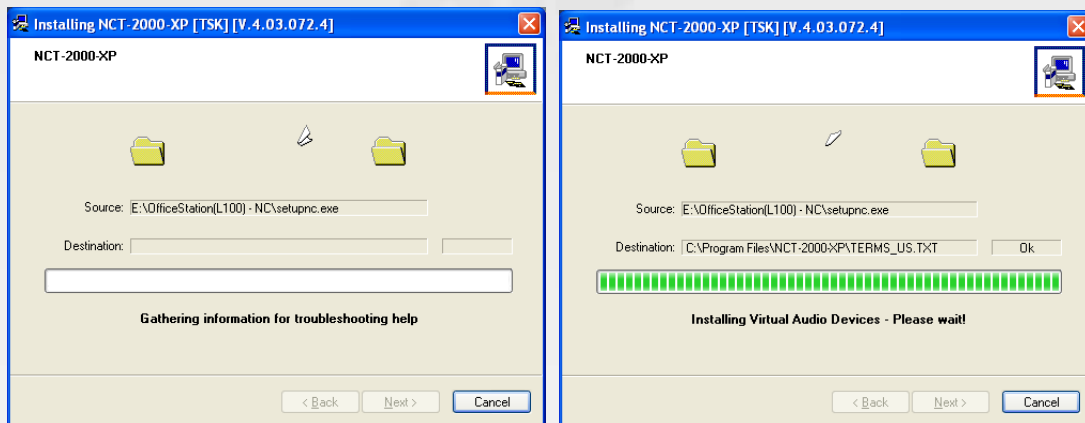 Installing NCT-2000-XP [TSK] [V.4.03.072.4]
NCT-2000-XP
Source: E:\OfficeStation(L100) - NC\setupnc.exe
Destination:
Gathering information for troubleshooting help
< Back Next > Cancel
Installing NCT-2000-XP [TSK] [V.4.03.072.4]
NCT-2000-XP
Source: E:\OfficeStation(L100) - NC\setupnc.exe
Destination: C:\Program Files\NCT-2000-XP\TERMS_US.TXT Ok
Installing Virtual Audio Devices - Please wait!
< Back Next > Cancel